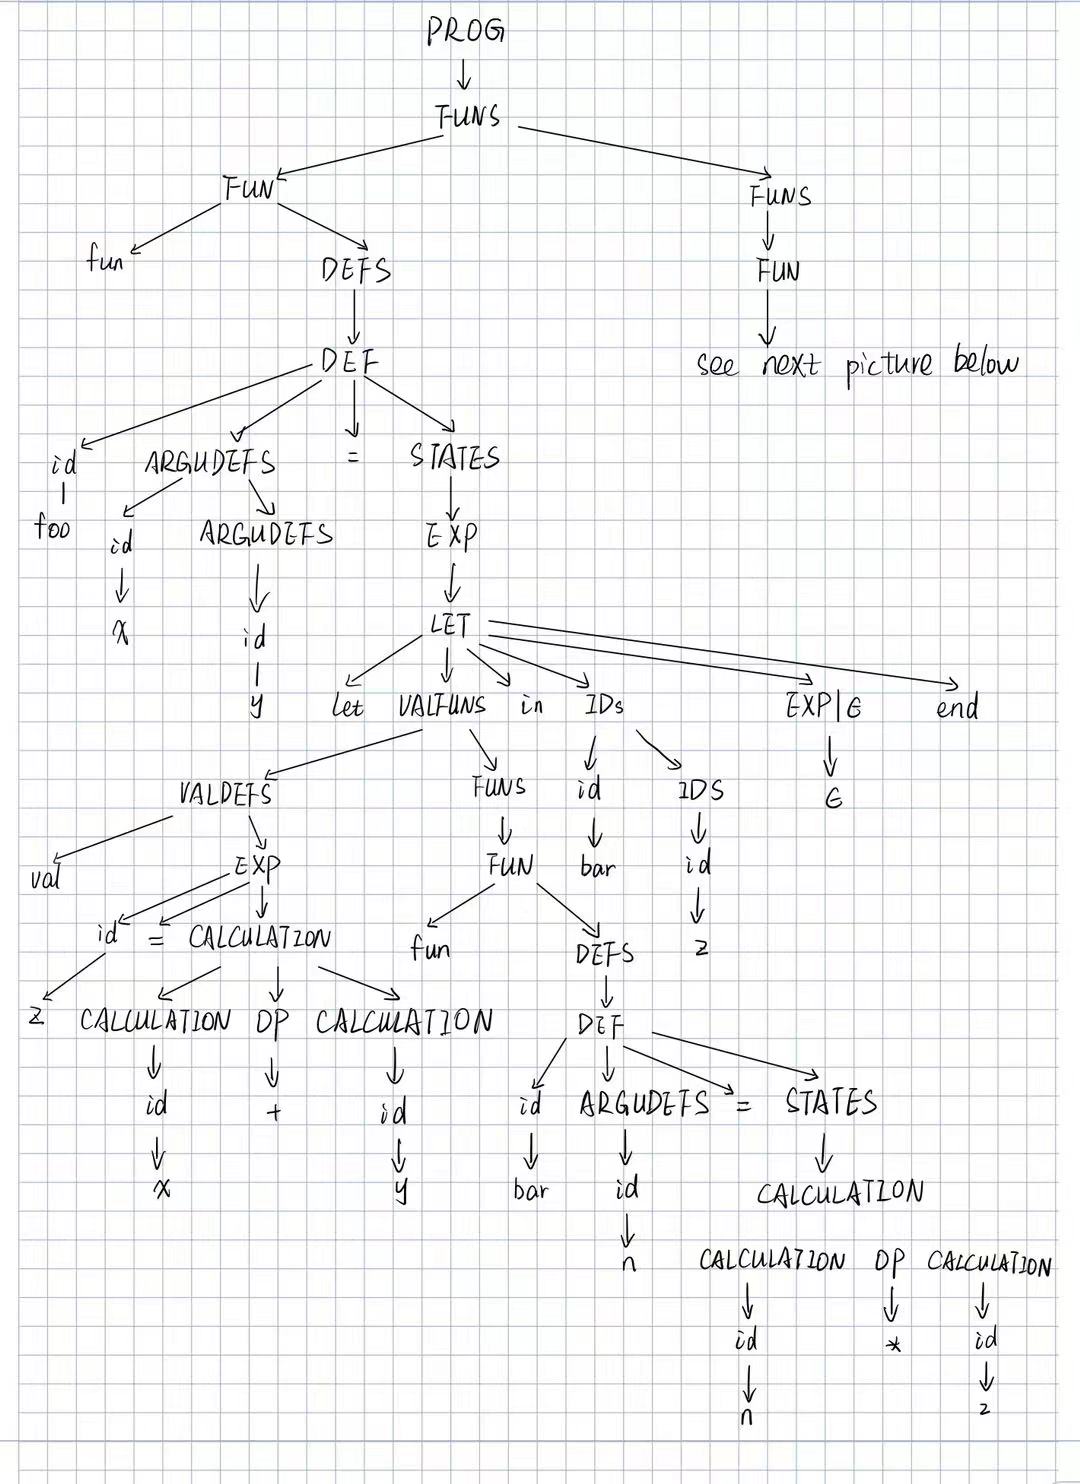 PROG
FUNS
FUN FUNS
fun DEFS FUN
DEF see next picture below
id ARGUDEFS = STATES
foo id ARGUDEFS EXP
x id LET
y let VALFUNS in IDs EXP|ϵ end
VALDEFS FUNS id IDS ϵ
val EXP FUN bar id
id = CALCULATION fun DEFS z
z CALCULATION OP CALCULATION DEF
id + id id ARGUDEFS = STATES
x y bar id CALCULATION
n CALCULATION OP CALCULATION
id * id
n z